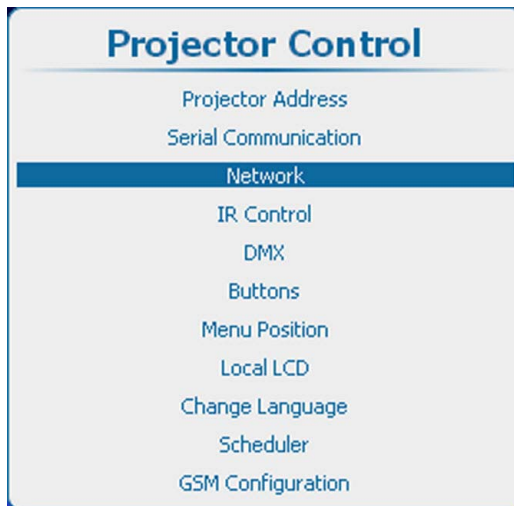 Projector Control
Projector Address
Serial Communication
Network
IR Control
DMX
Buttons
Menu Position
Local LCD
Change Language
Scheduler
GSM Configuration